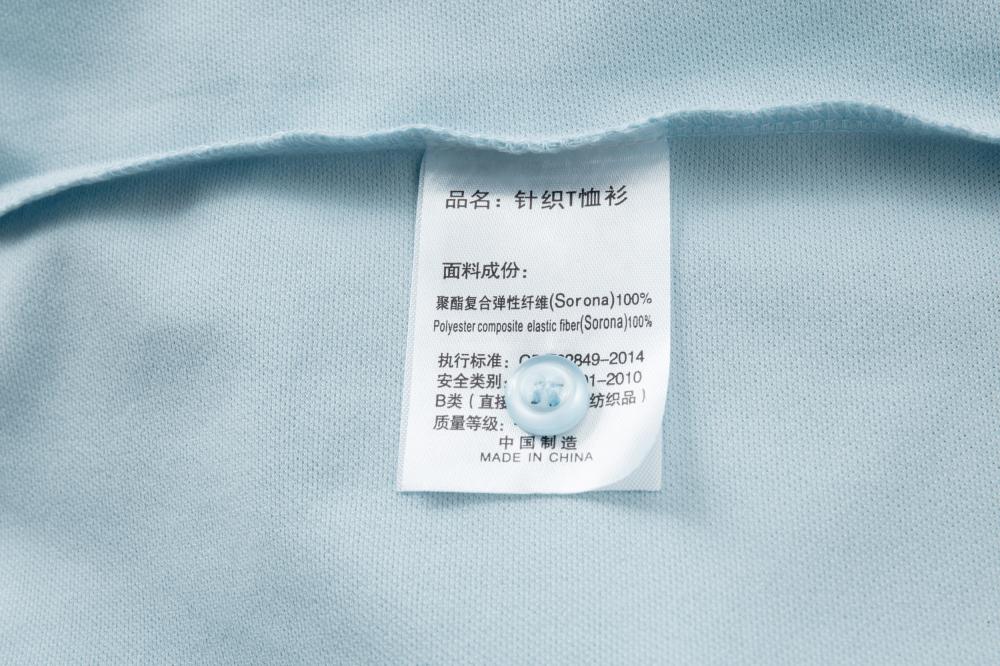 品名：针织T恤衫
面料成份：
聚酯复合弹性纤维(Sorona)100%
Polyester composite elastic fiber(Sorona)100%
执行标准：849-2014
安全类别：1-2010
B类（直接纺织品）
质量等级：
中国制造
MADE IN CHINA